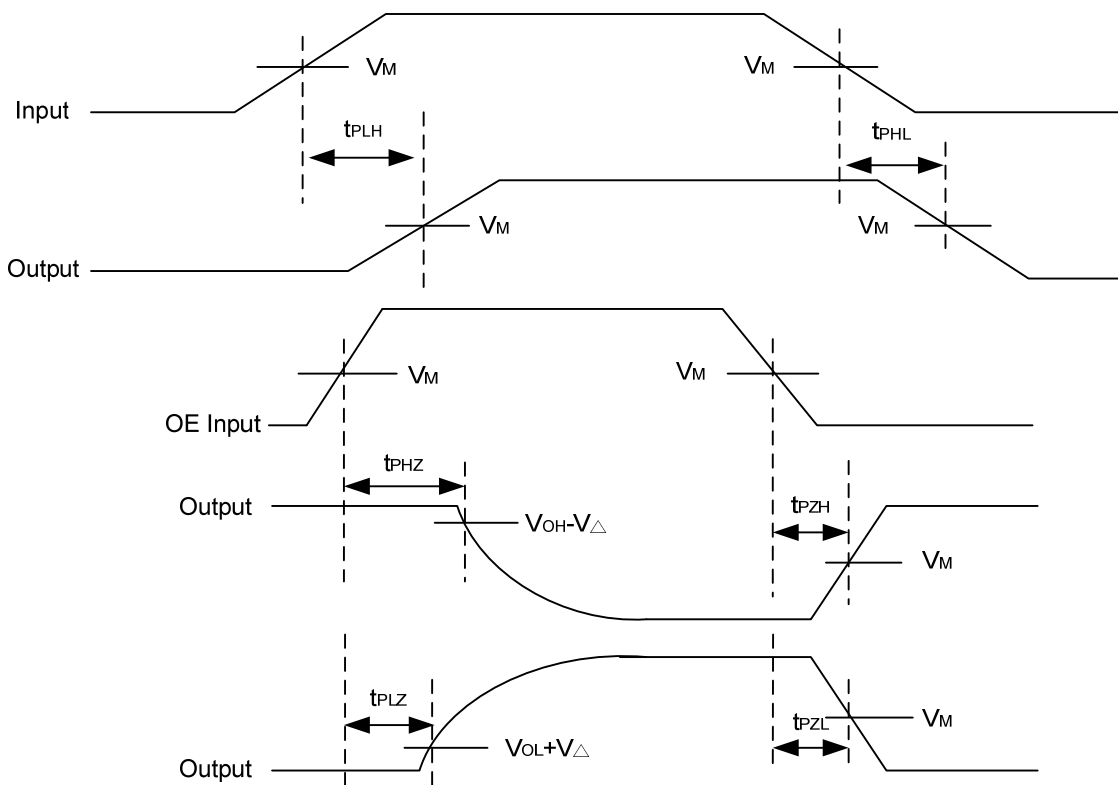 VM VM
Input
tPLH tPHL
VM VM
Output
VM VM
OE Input
tPHZ
Output tPZH
VOH-V△
VM
tPLZ
VM
tPZL
VOL+V△
Output